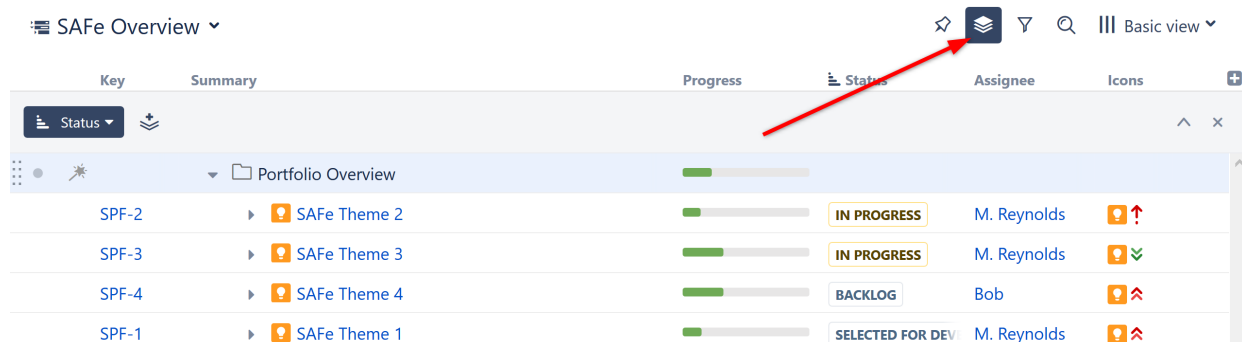 SAFe Overview Basic view
Key Summary Progress Status Assignee Icons
Status
Portfolio Overview
SPF-2 SAFe Theme 2 IN PROGRESS M. Reynolds
SPF-3 SAFe Theme 3 IN PROGRESS M. Reynolds
SPF-4 SAFe Theme 4 BACKLOG Bob
SPF-1 SAFe Theme 1 SELECTED FOR DEV M. Reynolds